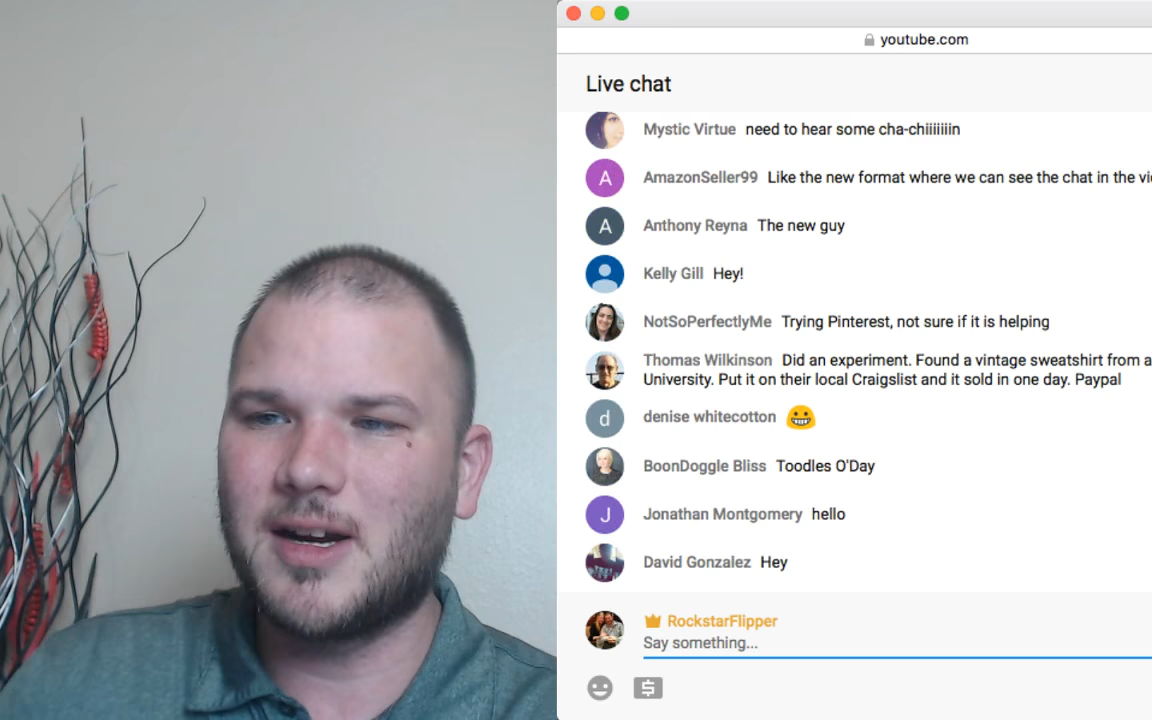 youtube.com
Live chat
Mystic Virtue need to hear some cha-chiiiiiiin
A AmazonSeller99 Like the new format where we can see the chat in the
A Anthony Reyna The new guy
Kelly Gill Hey!
NotSoPerfectlyMe Trying Pinterest, not sure if it is helping
Thomas Wilkinson Did an experiment. Found a vintage sweatshirt from a
University. Put it on their local Craigslist and it sold in one day. Paypal
d denise whitecotton 😀
BoonDoggle Bliss Toodles O'Day
J Jonathan Montgomery hello
David Gonzalez Hey
RockstarFlipper
Say something...
$